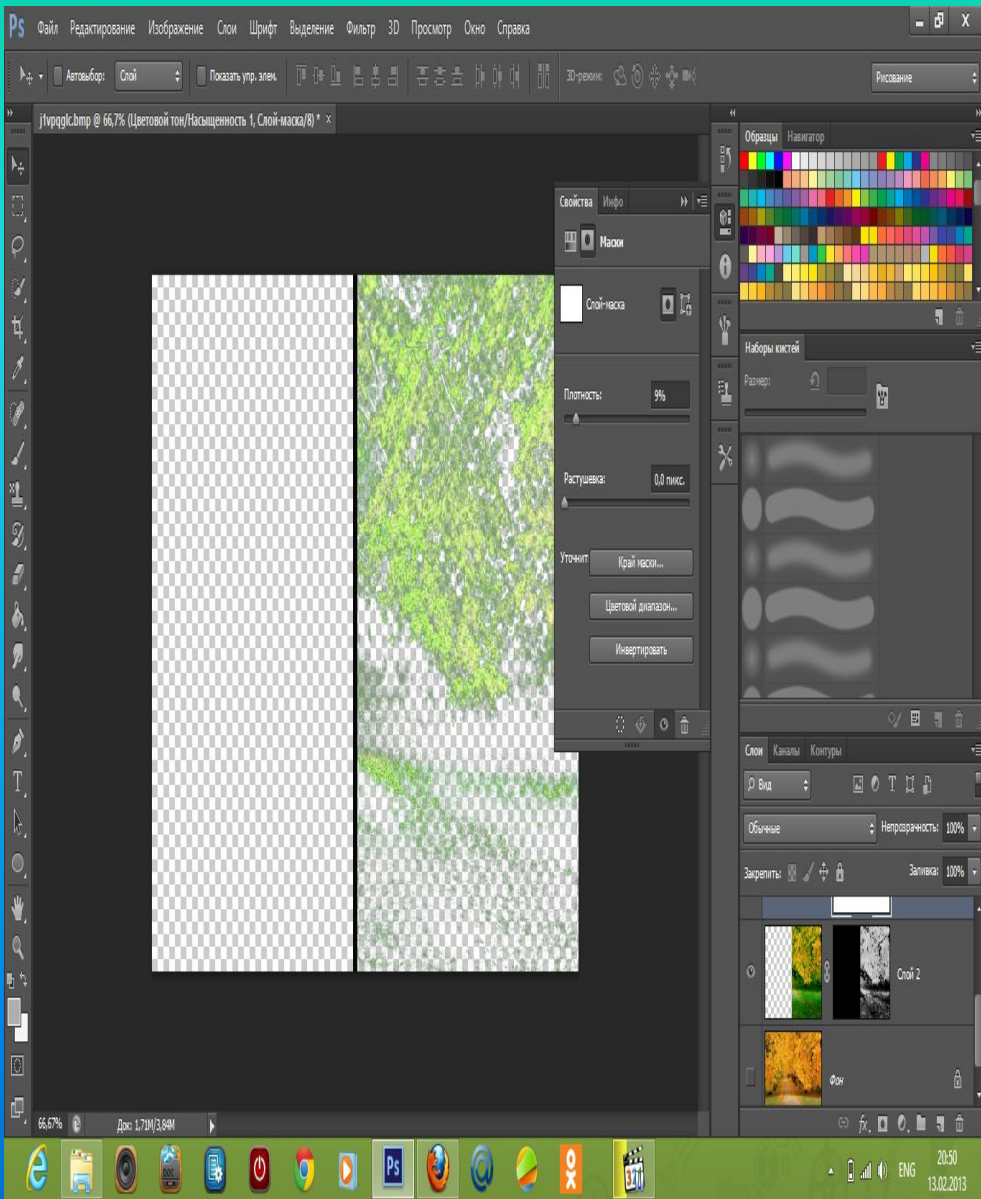 Ps Файл Редактирование Изображение Слои Шрифт Выделение Фильтр 3D Просмотр Окно Справка
Автовыбор: Слой Показать упр. элем. 3D-режим: Рисование
j1vpqglc.bmp @ 66,7% (Цветовой тон/Насыщенность 1, Слой-маска/8) * ×
Образцы Навигатор
Свойства Инфо
Маски
Слой-маска
Наборы кистей
Размер:
Плотность: 9%
Растушевка: 0,0 пикс.
Уточнит
Край маски...
Цветовой диапазон...
Инвертировать
Слои Каналы Контуры
Вид
Обычные Непрозрачность: 100%
Закрепить: Заливка: 100%
Слой 2
Фон
66,67% Док: 1,71M/3,84M
Ps
ENG
20:50
13.02.2013